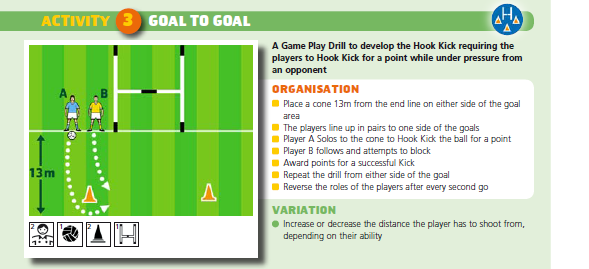 ACTIVITY 3 GOAL TO GOAL
H
A Game Play Drill to develop the Hook Kick requiring the
players to Hook Kick for a point while under pressure from
an opponent
A B
13m
2 1 2 1
ORGANISATION
Place a cone 13m from the end line on either side of the goal
area
The players line up in pairs to one side of the goals
Player A Solos to the cone to Hook Kick the ball for a point
Player B follows and attempts to block
Award points for a successful Kick
Repeat the drill from either side of the goal
Reverse the roles of the players after every second go
VARIATION
Increase or decrease the distance the player has to shoot from,
depending on their ability